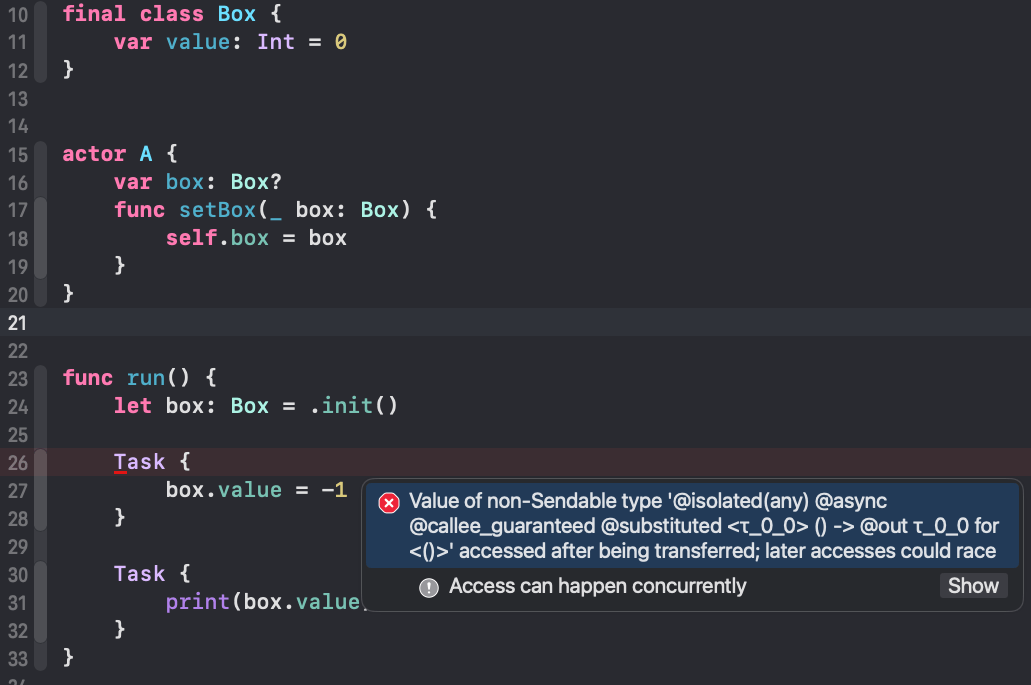 10 final class Box {
11     var value: Int = 0
12 }
13
14
15 actor A {
16     var box: Box?
17     func setBox(_ box: Box) {
18         self.box = box
19     }
20 }
21
22
23 func run() {
24     let box: Box = .init()
25
26     Task {
27         box.value = -1
28     }
29
30     Task {
31         print(box.value
32     }
33 }
Value of non-Sendable type '@isolated(any) @async
@callee_guaranteed @substituted <τ_0_0> () -> @out τ_0_0 for
<()>' accessed after being transferred; later accesses could race
Access can happen concurrently Show